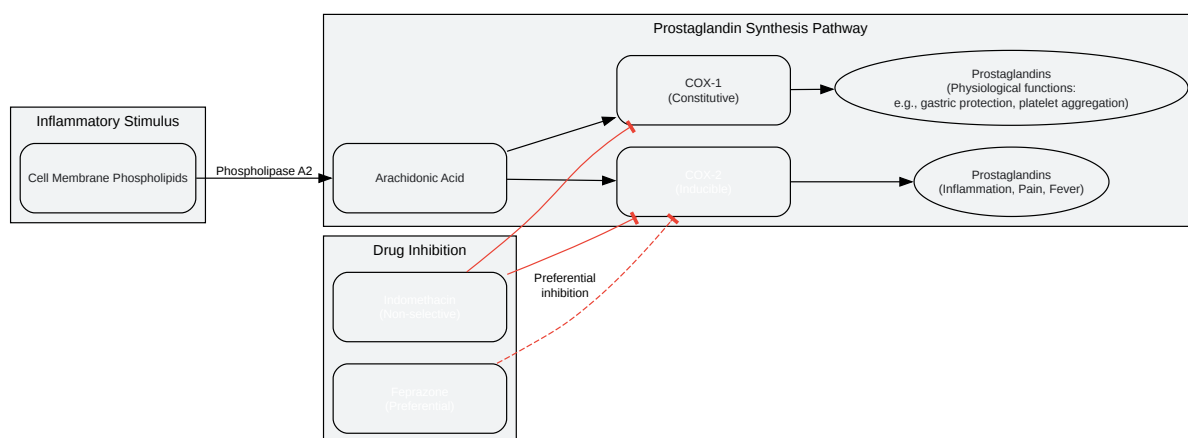 Prostaglandin Synthesis Pathway
COX-1
(Constitutive)
Prostaglandins
(Physiological functions:
e.g., gastric protection, platelet aggregation)
Inflammatory Stimulus
Cell Membrane Phospholipids
Phospholipase A2
Arachidonic Acid
COX-2
(Inducible)
Prostaglandins
(Inflammation, Pain, Fever)
Drug Inhibition
Indomethacin
(Non-selective)
Preferential
inhibition
Feprazone
(Preferential)